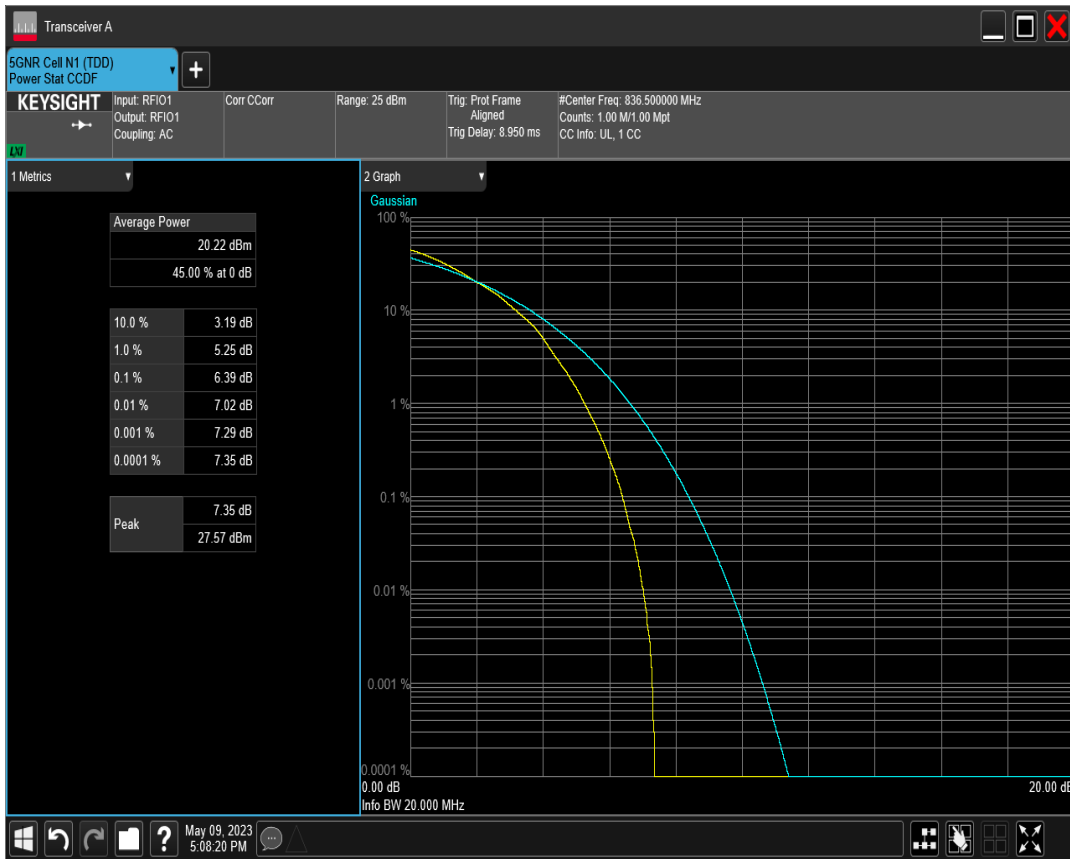 Transceiver A
5GNR Cell N1 (TDD)
Power Stat CCDF
+
KEYSIGHT
LXI
Input: RFIO1
Output: RFIO1
Coupling: AC
Corr CCorr
Range: 25 dBm
Trig: Prot Frame
Aligned
Trig Delay: 8.950 ms
#Center Freq: 836.500000 MHz
Counts: 1.00 M/1.00 Mpt
CC Info: UL, 1 CC
1 Metrics
Average Power
20.22 dBm
45.00 % at 0 dB
10.0 % 3.19 dB
1.0 % 5.25 dB
0.1 % 6.39 dB
0.01 % 7.02 dB
0.001 % 7.29 dB
0.0001 % 7.35 dB
Peak
7.35 dB
27.57 dBm
2 Graph
Gaussian
100 %
10 %
1 %
0.1 %
0.01 %
0.001 %
0.0001 %
0.00 dB
20.00 dB
Info BW 20.000 MHz
?
May 09, 2023
5:08:20 PM